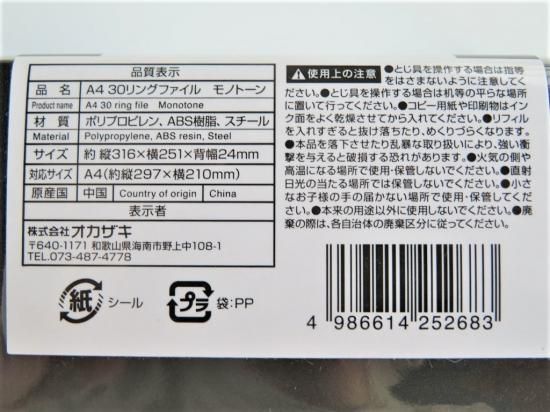 品質表示
品 名 A4 30リングファイル モノトーン
Product name A4 30 ring file Monotone
材 質 ポリプロピレン、ABS樹脂、スチール
Material Polypropylene, ABS resin, Steel
サイズ 約 縦316×横251×背幅24mm
対応サイズ A4(約縦297×横210mm)
原産国 中国 Country of origin China
表示者
株式会社オカザキ
〒640-1171 和歌山県海南市野上中108-1
TEL.073-487-4778
紙 シール
プラ 袋:PP
使用上の注意 ●とじ具を操作する場合は指等
をはさまないように注意してください。
●とじ具を操作する場合は机等の平らな場所
に置いて行ってください。●コピー用紙や印刷物はイン
ク面をよく乾燥させてから入れてください。●リフィル
を入れすぎると抜け落ちたり、めくりづらくなります。
●本品を落下させたり乱暴な取り扱いにより、強い衝
撃を与えると破損する恐れがあります。●火気の側や
高温になる場所で使用・保管しないでください。●直射
日光の当たる場所で使用・保管しないでください。●小さ
なお子様の手の届かない場所で使用・保管してください。
●本来の用途以外に使用しないでください。●廃
棄の際は、各自治体の廃棄区分に従ってください。
4 986614 252683